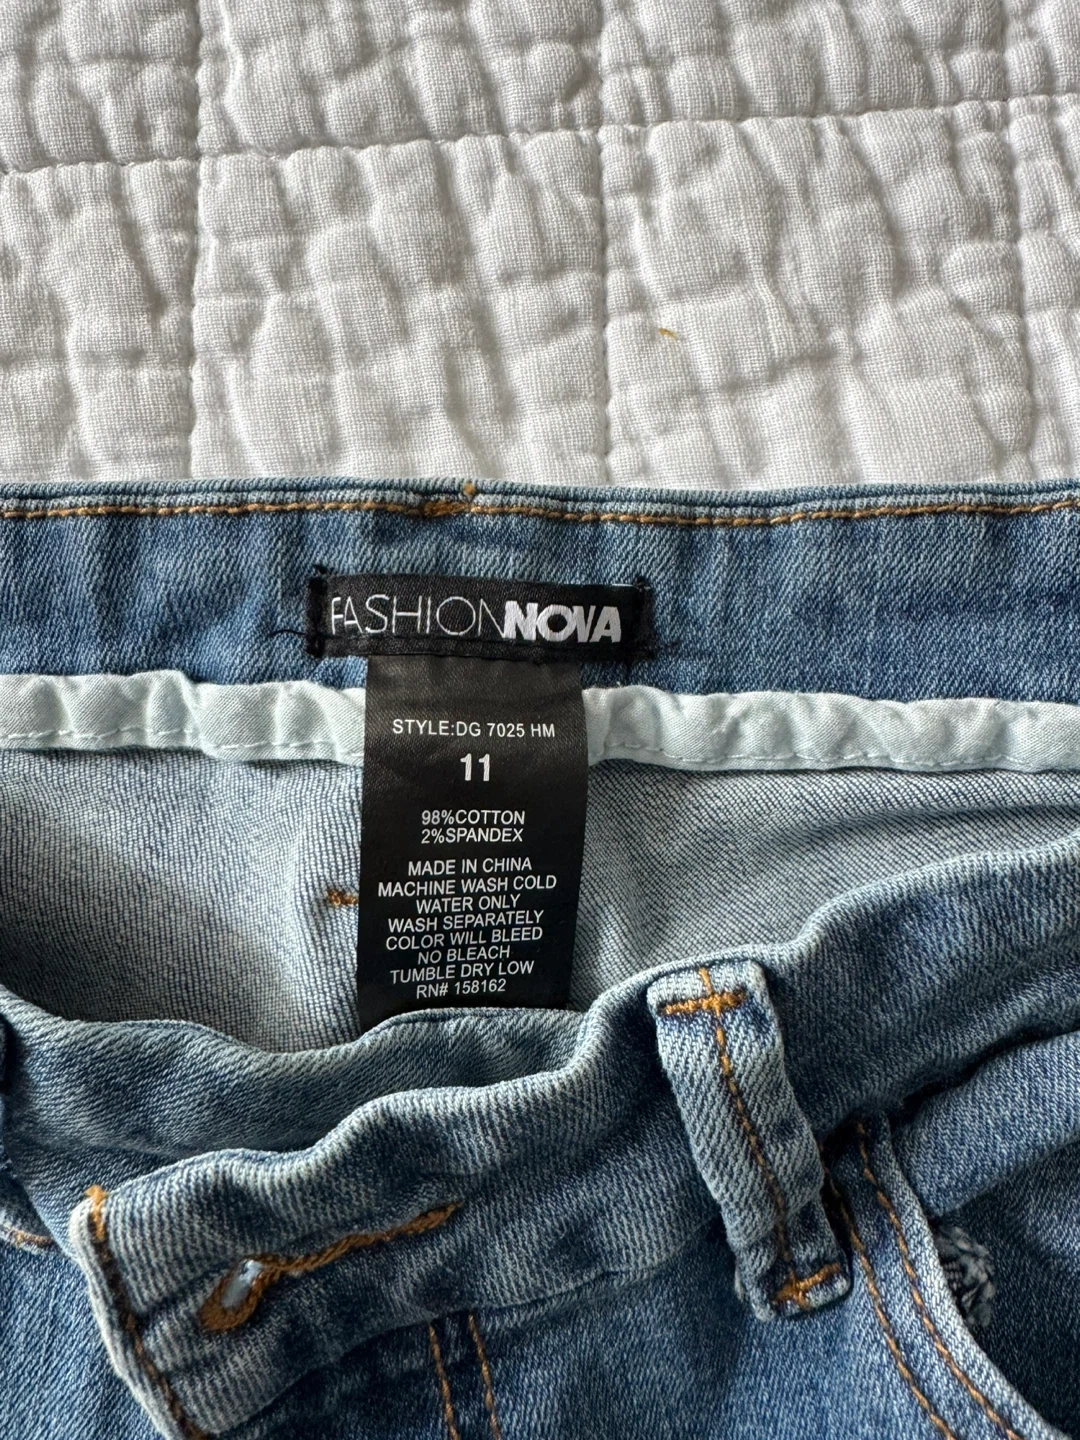 FASHIONNOVA
STYLE:DG 7025 HM
11
98%COTTON
2%SPANDEX
MADE IN CHINA
MACHINE WASH COLD
WATER ONLY
WASH SEPARATELY
COLOR WILL BLEED
NO BLEACH
TUMBLE DRY LOW
RN# 158162